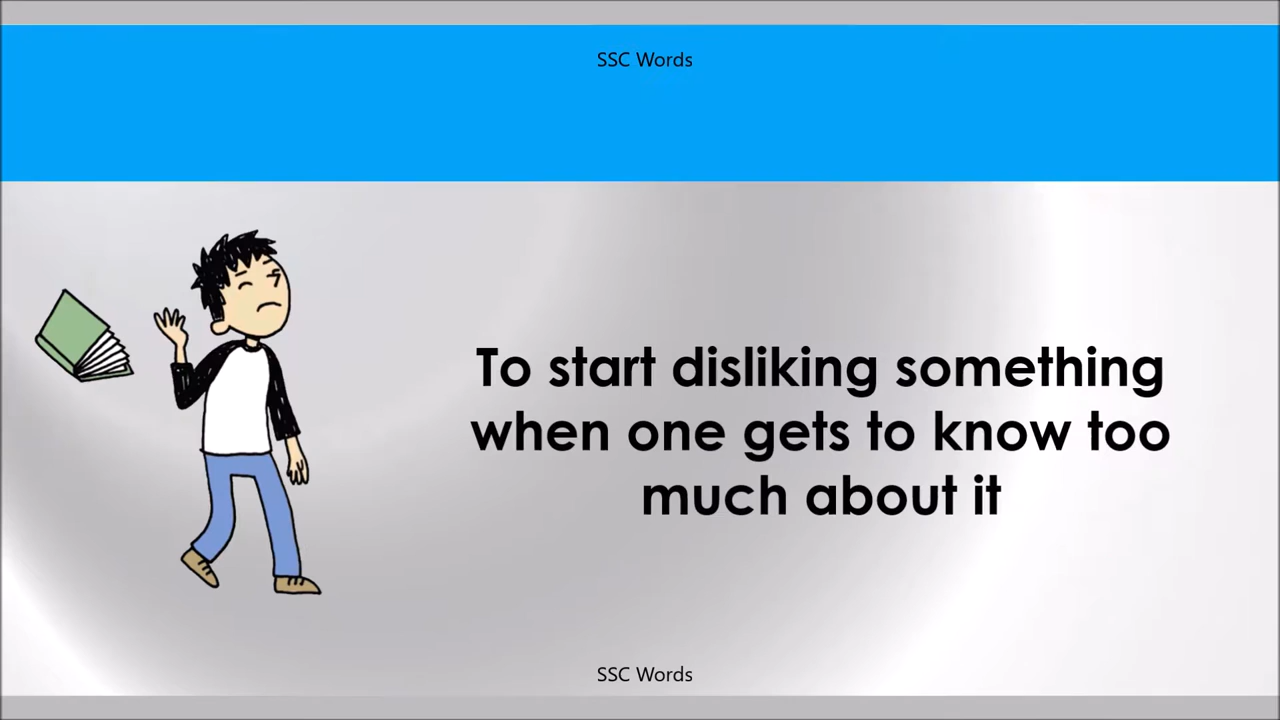 SSC Words
To start disliking something
when one gets to know too
much about it
SSC Words